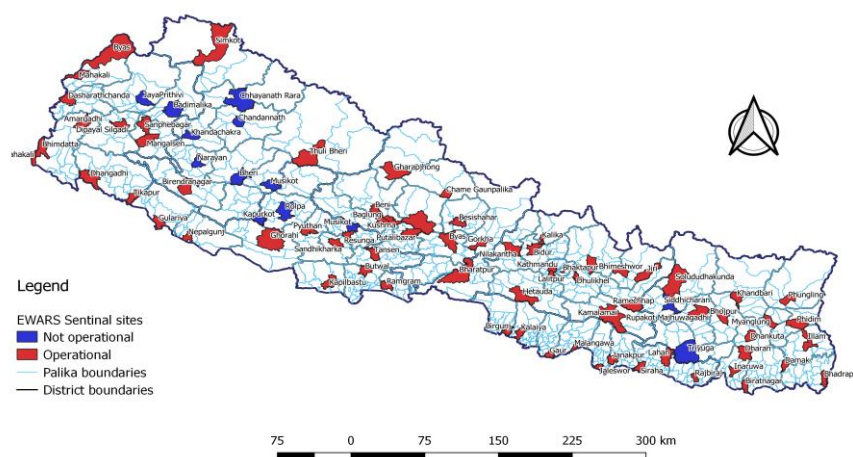 Simkot
Byas
Mahakali
Dasharathchanda
JayaPrithivi
Badimalika
Chhayanath Rara
Chandannath
Amargadhi
Dipayal Silgadi
Sanphebagar
Khandachakra
Mangalsen
Bhimdatta
Narayan
Thuli Bheri
Gharapjhong
Dhangadhi
Birendranagar
Bheri
Musikot
Chame Gaunpalika
Tikapur
Rolpa
Beni
Besishahar
Gulariya
Kapurkot
Pyuthan
Musikot
Baglung
Kushma
Kalika
Nepalgunj
Ghorahi
Resunga
Putalibazar
Byas
Gorkha
Sandhikharka
Tansen
Nilakantha
Kathmandu
Bhaktapur
Bhimeshwor
Jiri
Solududhakunda
Butwal
Bharatpur
Lalitpur
Dhulikhel
Kapilbastu
Ramgram
Hetauda
Ramechhap
Siddhicharan
Khandbari
Phungling
Kamalamai
Rupakot
Majhuwagadhi
Bhojpur
Myanglung
Phidim
Birgunj
Kalaiya
Malangawa
Triyuga
Dhankuta
Illam
Gaur
Janakpur
Lahan
Dharan
Damak
Jaleswor
Siraha
Rajbiraj
Inaruwa
Biratnagar
Bhadrap
Legend
EWARS Sentinal sites
Not operational
Operational
Palika boundaries
District boundaries
75 0 75 150 225 300 km